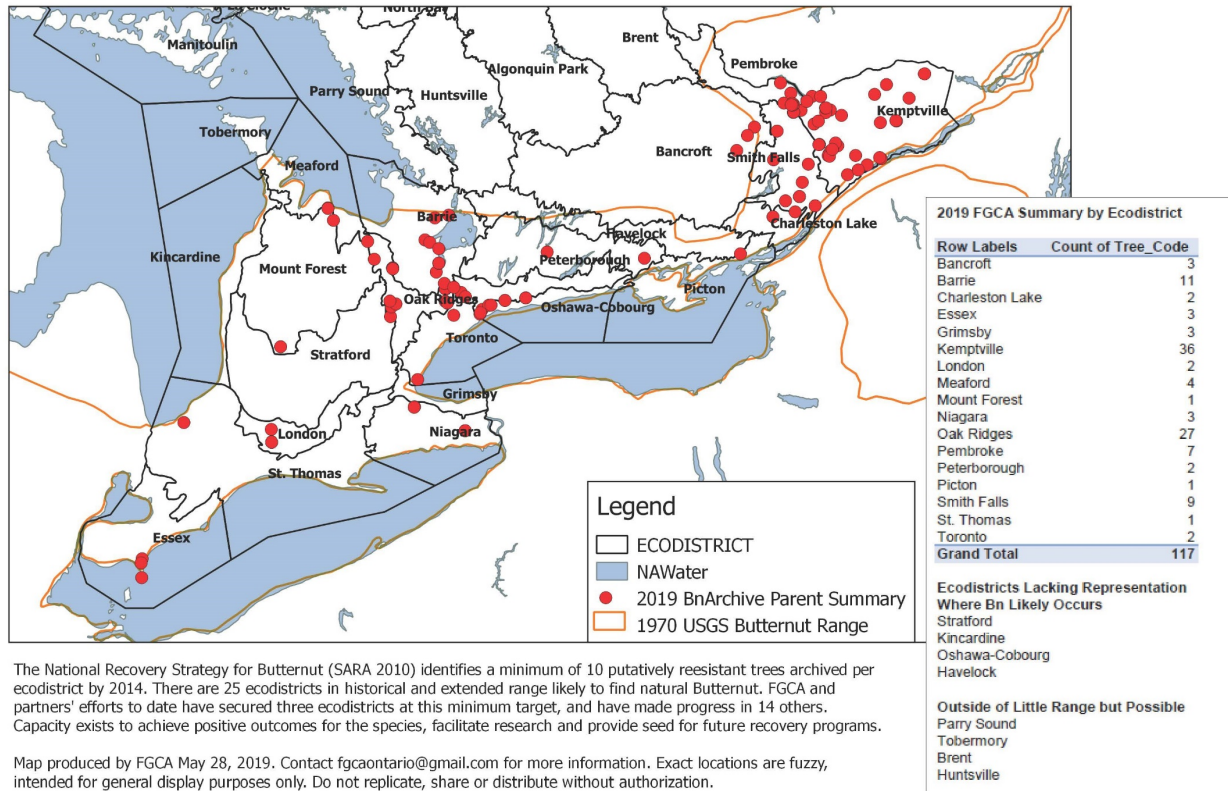 La Cloche
North Bay
Manitoulin
Brent
Pembroke
Algonquin Park
Parry Sound
Huntsville
Kemptville
Tobermory
Bancroft
Smith Falls
Meaford
Barrie
Charleston Lake
Havelock
Kincardine
Peterborough
Mount Forest
Picton
Oak Ridges
Oshawa-Cobourg
Toronto
Stratford
Grimsby
London
Niagara
St. Thomas
Essex
Legend
ECODISTRICT
NAWater
2019 BnArchive Parent Summary
1970 USGS Butternut Range
2019 FGCA Summary by Ecodistrict
Row Labels Count of Tree_Code
Bancroft 3
Barrie 11
Charleston Lake 2
Essex 3
Grimsby 3
Kemptville 36
London 2
Meaford 4
Mount Forest 1
Niagara 3
Oak Ridges 27
Pembroke 7
Peterborough 2
Picton 1
Smith Falls 9
St. Thomas 1
Toronto 2
Grand Total 117
Ecodistricts Lacking Representation
Where Bn Likely Occurs
Stratford
Kincardine
Oshawa-Cobourg
Havelock
Outside of Little Range but Possible
Parry Sound
Tobermory
Brent
Huntsville
The National Recovery Strategy for Butternut (SARA 2010) identifies a minimum of 10 putatively reesistant trees archived per
ecodistrict by 2014. There are 25 ecodistricts in historical and extended range likely to find natural Butternut. FGCA and
partners' efforts to date have secured three ecodistricts at this minimum target, and have made progress in 14 others.
Capacity exists to achieve positive outcomes for the species, facilitate research and provide seed for future recovery programs.
Map produced by FGCA May 28, 2019. Contact fgcaontario@gmail.com for more information. Exact locations are fuzzy,
intended for general display purposes only. Do not replicate, share or distribute without authorization.